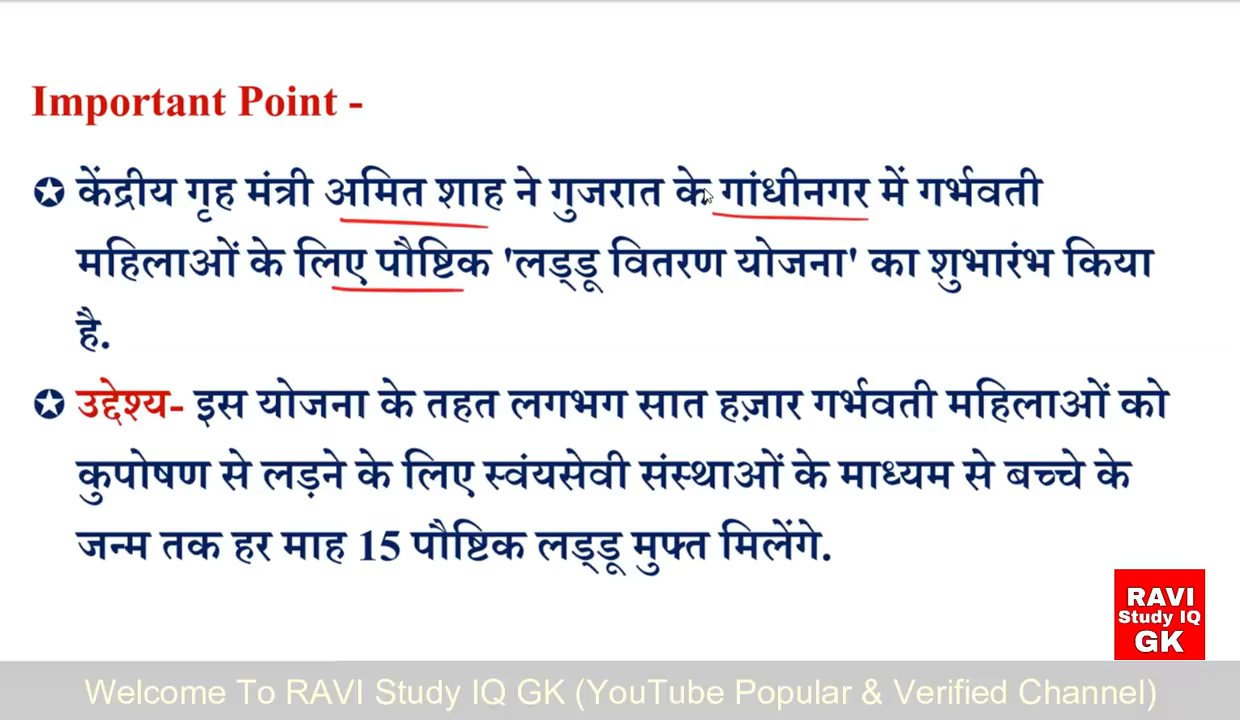 Important Point -
✪ केंद्रीय गृह मंत्री अमित शाह ने गुजरात के गांधीनगर में गर्भवती
महिलाओं के लिए पौष्टिक 'लड्डू वितरण योजना' का शुभारंभ किया
है.
✪ उद्देश्य- इस योजना के तहत लगभग सात हज़ार गर्भवती महिलाओं को
कुपोषण से लड़ने के लिए स्वंयसेवी संस्थाओं के माध्यम से बच्चे के
जन्म तक हर माह 15 पौष्टिक लड्डू मुफ्त मिलेंगे.
RAVI
Study IQ
GK
Welcome To RAVI Study IQ GK (YouTube Popular & Verified Channel)